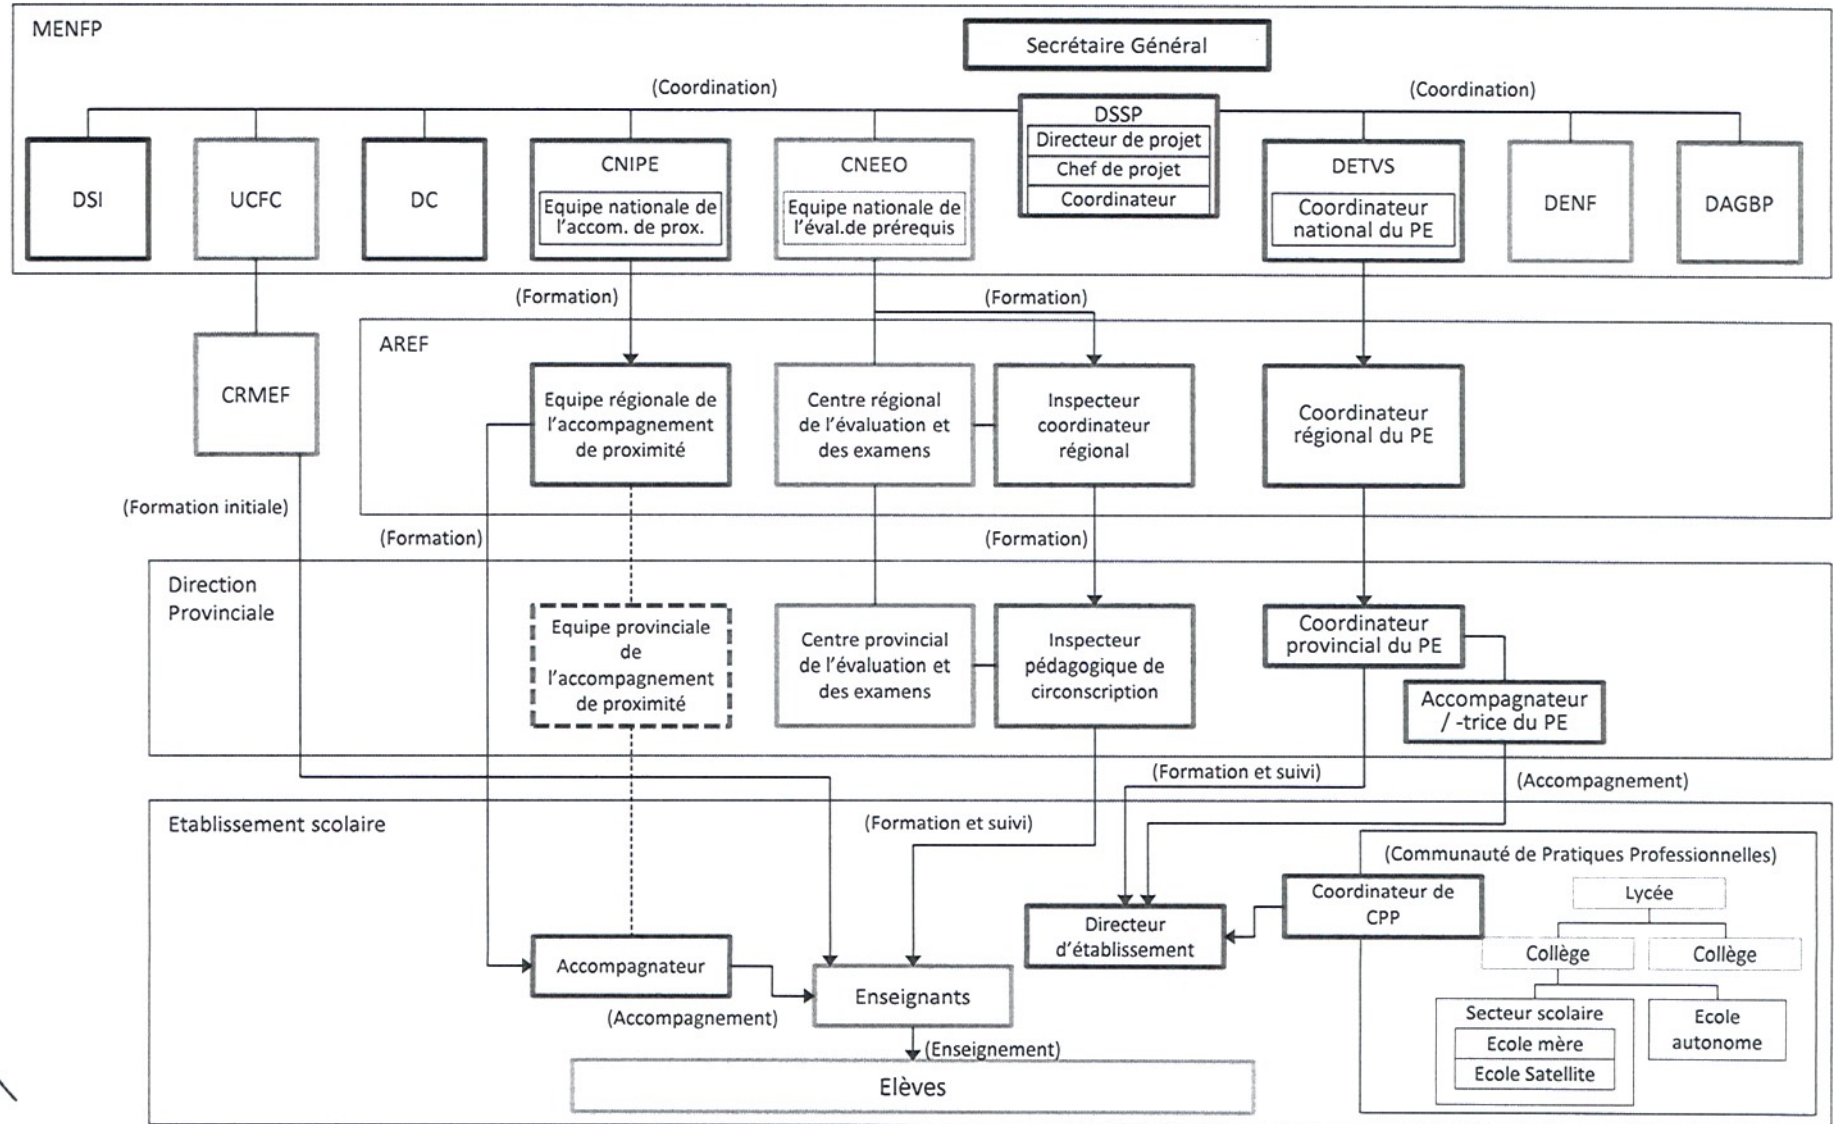 MENFP
Secrétaire Général
(Coordination)
(Coordination)
DSSP
Directeur de projet
Chef de projet
Coordinateur
DSI
UCFC
DC
CNIPE
Equipe nationale de
l'accom. de prox.
CNEEO
Equipe nationale de
l'éval.de prérequis
DETVS
Coordinateur
national du PE
DENF
DAGBP
(Formation)
(Formation)
AREF
CRMEF
Equipe régionale de
l'accompagnement
de proximité
Centre régional
de l'évaluation et
des examens
Inspecteur
coordinateur
régional
Coordinateur
régional du PE
(Formation initiale)
(Formation)
(Formation)
Direction
Provinciale
Equipe provinciale
de
l'accompagnement
de proximité
Centre provincial
de l'évaluation et
des examens
Inspecteur
pédagogique de
circonscription
Coordinateur
provincial du PE
Accompagnateur
/ -trice du PE
(Formation et suivi)
(Accompagnement)
Etablissement scolaire
(Formation et suivi)
(Communauté de Pratiques Professionnelles)
Coordinateur de
CPP
Lycée
Directeur
d'établissement
Collège
Collège
Accompagnateur
Enseignants
(Accompagnement)
Secteur scolaire
Ecole mère
Ecole Satellite
Ecole
autonome
(Enseignement)
Elèves